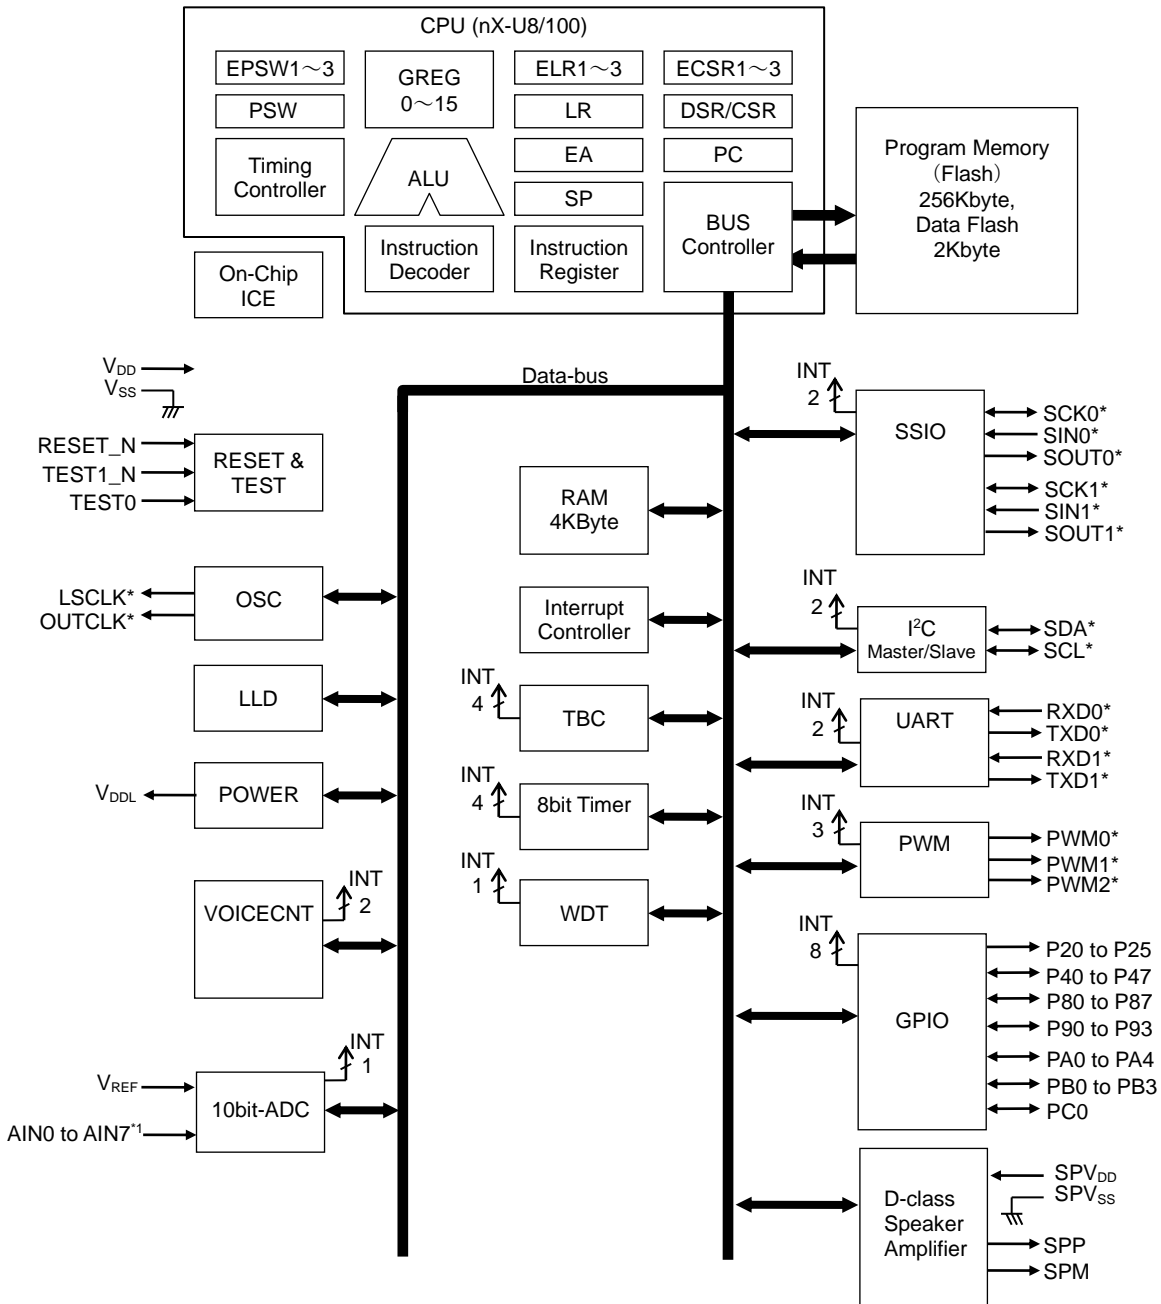 CPU (nX-U8/100)
EPSW1～3
GREG
0～15
ELR1～3
ECSR1～3
PSW
LR
DSR/CSR
Timing
Controller
ALU
EA
PC
SP
BUS
Controller
Instruction
Decoder
Instruction
Register
On-Chip
ICE
Program Memory
（Flash）
256Kbyte,
Data Flash
2Kbyte
VDD
VSS
Data-bus
RESET_N
TEST1_N
TEST0
RESET &
TEST
LSCLK*
OUTCLK*
OSC
LLD
VDDL
POWER
VOICECNT
INT
2
VREF
AIN0 to AIN7*1
10bit-ADC
INT
1
RAM
4KByte
Interrupt
Controller
INT
4
TBC
INT
4
8bit Timer
INT
1
WDT
INT
2
SSIO
SCK0*
SIN0*
SOUT0*
SCK1*
SIN1*
SOUT1*
INT
2
I2C
Master/Slave
SDA*
SCL*
INT
2
UART
RXD0*
TXD0*
RXD1*
TXD1*
INT
3
PWM
PWM0*
PWM1*
PWM2*
INT
8
GPIO
P20 to P25
P40 to P47
P80 to P87
P90 to P93
PA0 to PA4
PB0 to PB3
PC0
D-class
Speaker
Amplifier
SPVDD
SPVSS
SPP
SPM